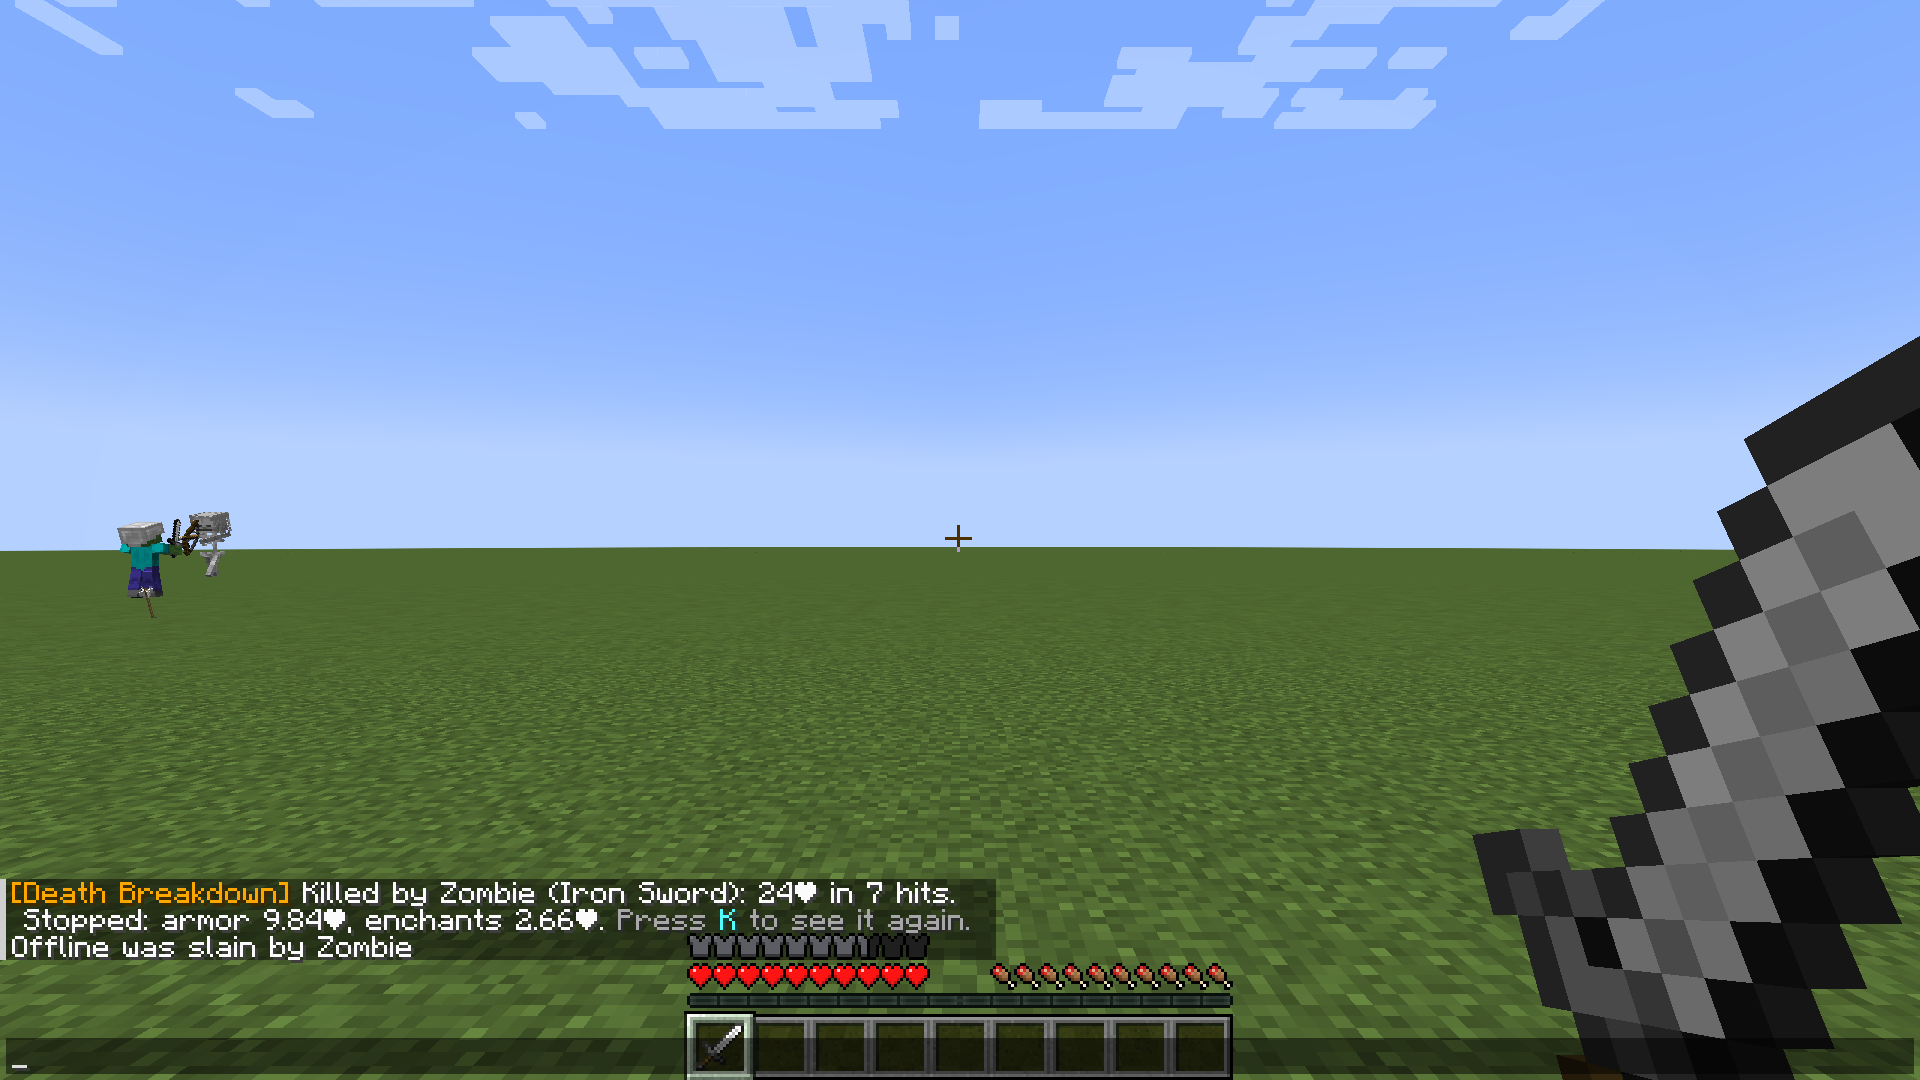 [Death Breakdown] Killed by Zombie (Iron Sword): 24♥ in 7 hits.
Stopped: armor 9.84♥, enchants 2.66♥. Press K to see it again.
Offline was slain by Zombie
_